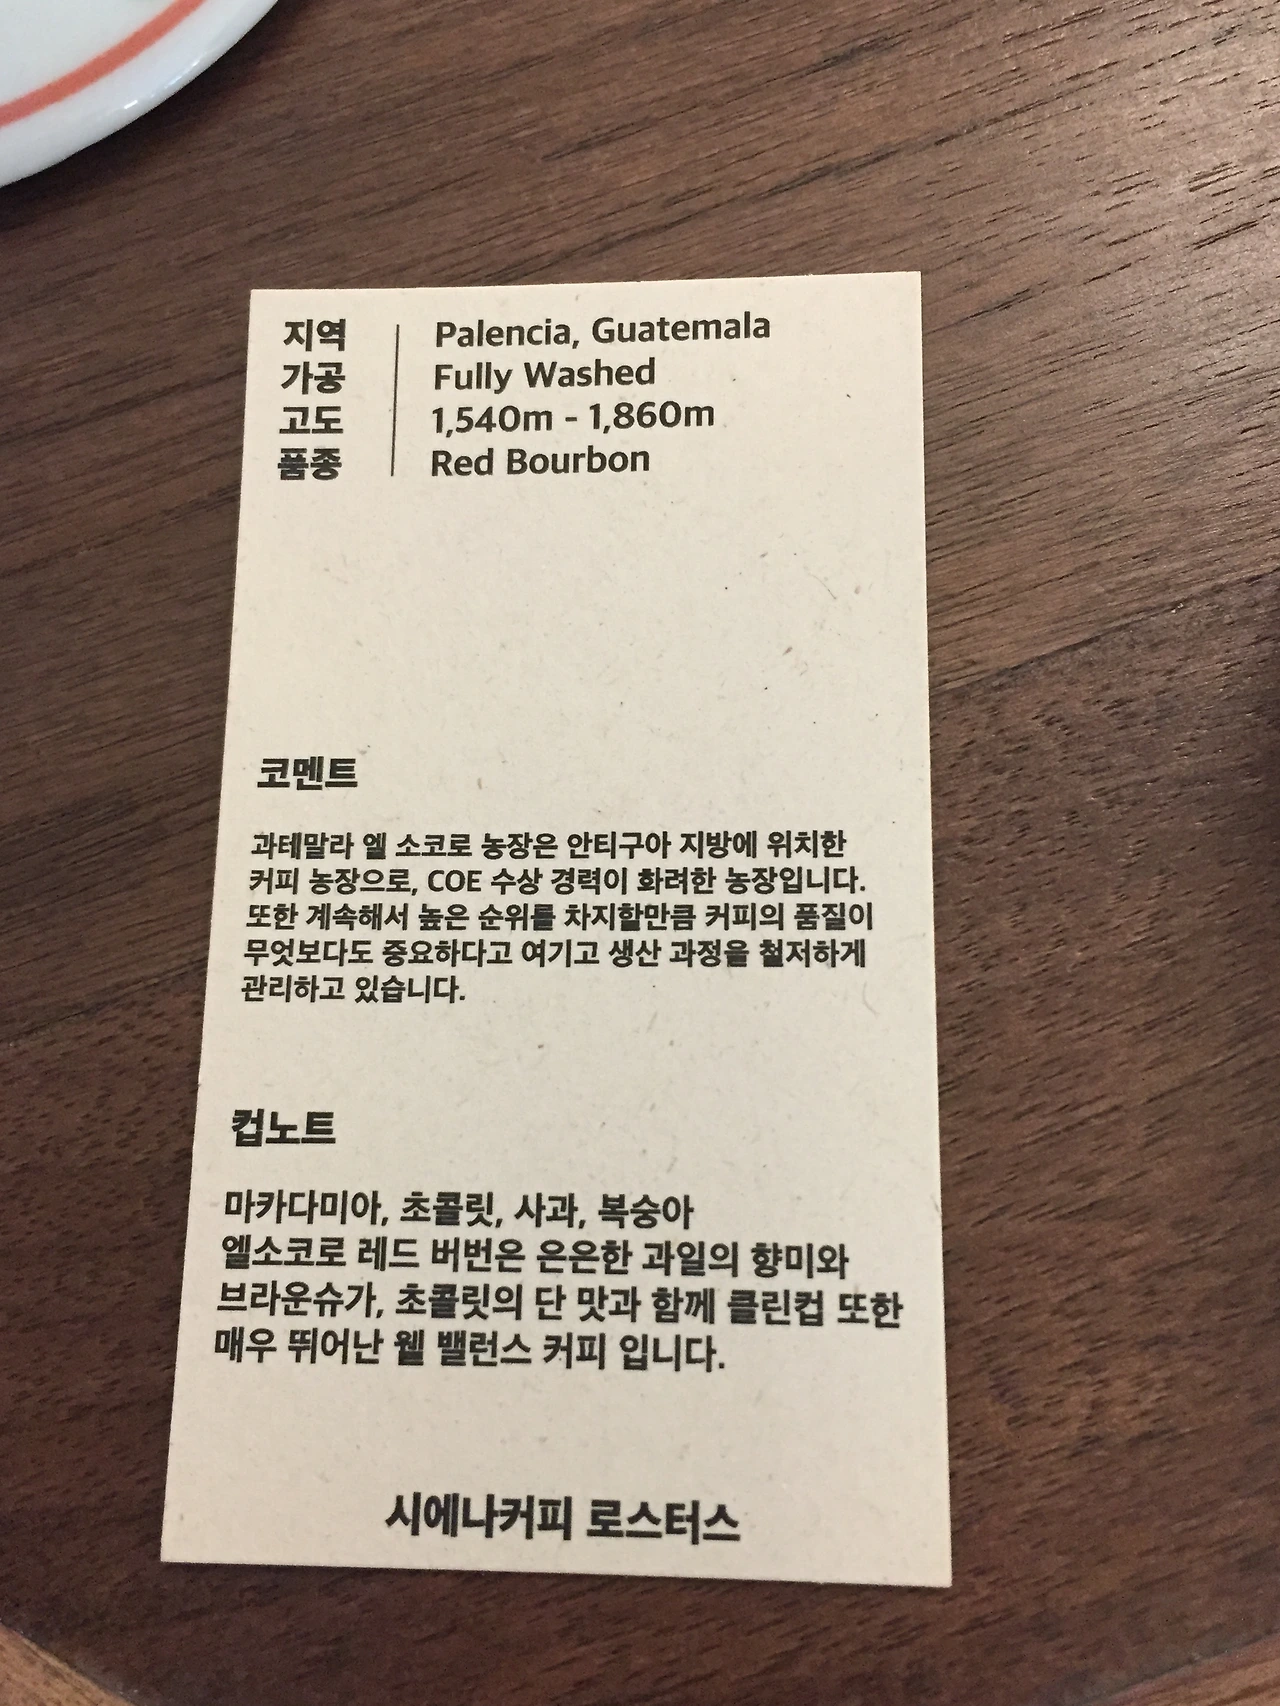 지역 Palencia, Guatemala
가공 Fully Washed
고도 1,540m - 1,860m
품종 Red Bourbon
코멘트
과테말라 엘 소코로 농장은 안티구아 지방에 위치한
커피 농장으로, COE 수상 경력이 화려한 농장입니다.
또한 계속해서 높은 순위를 차지할만큼 커피의 품질이
무엇보다도 중요하다고 여기고 생산 과정을 철저하게
관리하고 있습니다.
컵노트
마카다미아, 초콜릿, 사과, 복숭아
엘소코로 레드 버번은 은은한 과일의 향미와
브라운슈가, 초콜릿의 단 맛과 함께 클린컵 또한
매우 뛰어난 웰 밸런스 커피 입니다.
시에나커피 로스터스